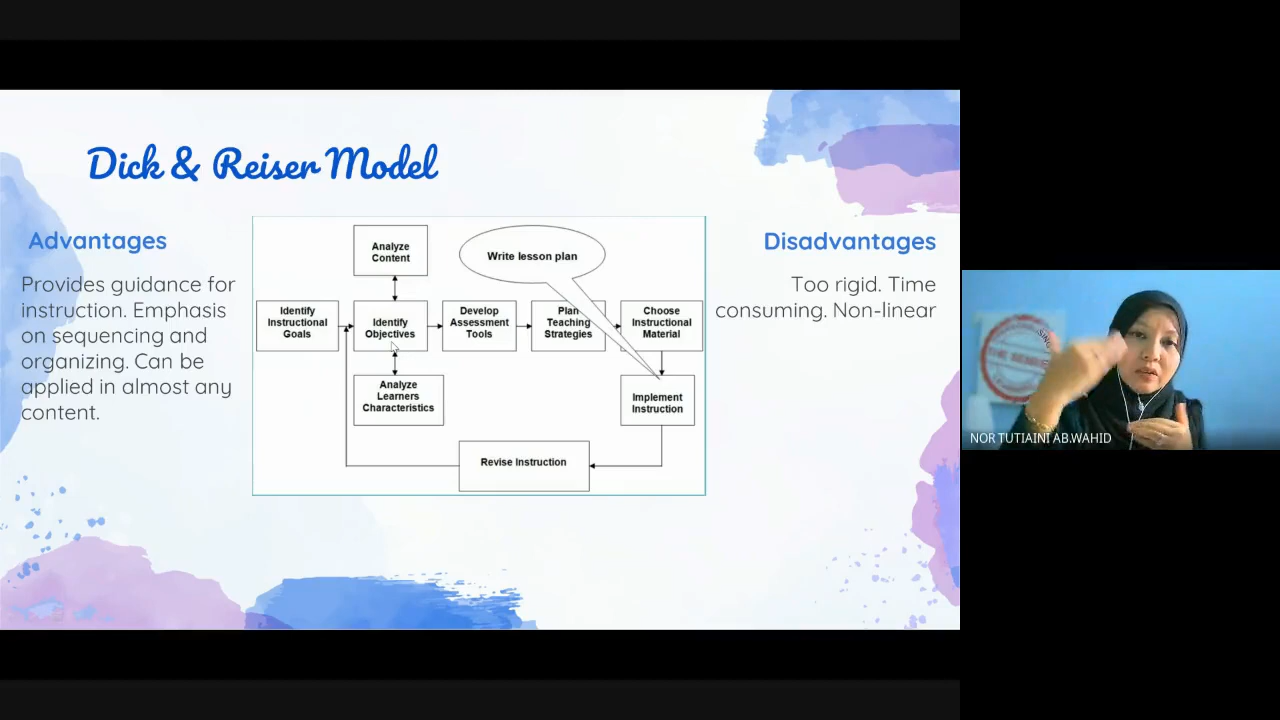 Dick & Reiser Model
Advantages
Provides guidance for
instruction. Emphasis
on sequencing and
organizing. Can be
applied in almost any
content.
Analyze
Content
Write lesson plan
Identify
Instructional
Goals
Identify
Objectives
Develop
Assessment
Tools
Plan
Teaching
Strategies
Choose
Instructional
Material
Analyze
Learners
Characteristics
Implement
Instruction
Revise Instruction
Disadvantages
Too rigid. Time
consuming. Non-linear
NOR TUTIAINI AB.WAHID